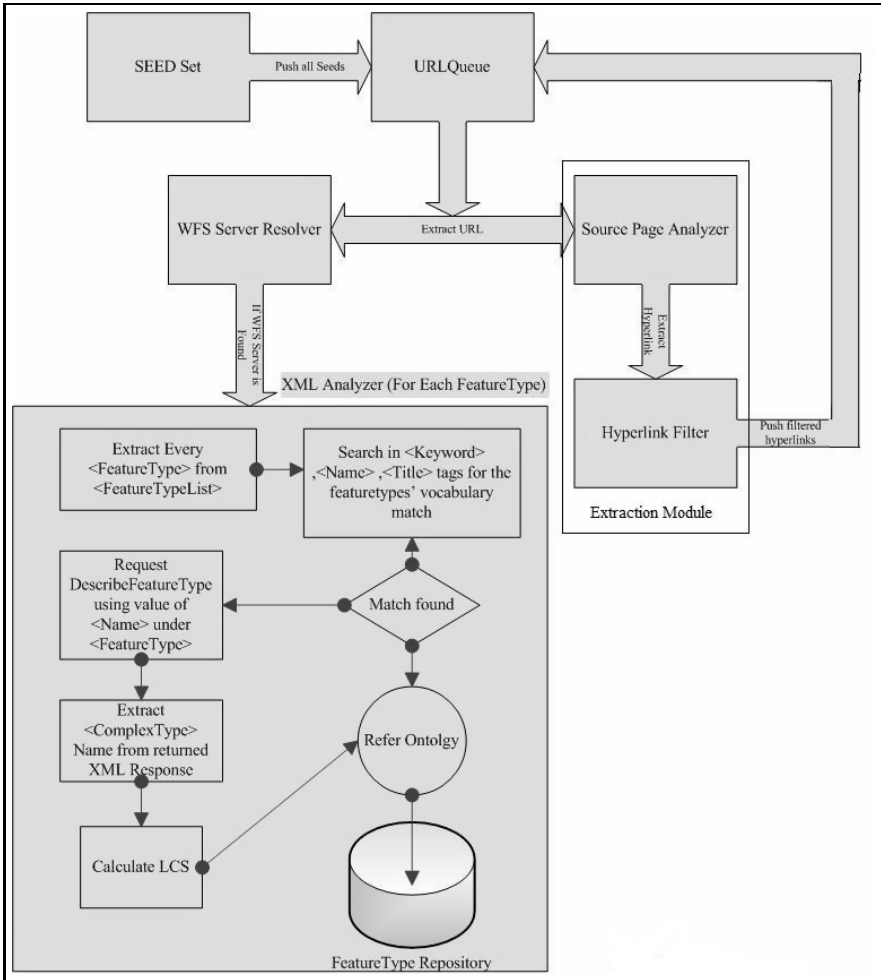 SEED Set
Push all Seeds
URLQueue
WFS Server Resolver
Extract URL
Source Page Analyzer
If WFS Server is
Found
Extract
Hyperlink
XML Analyzer (For Each FeatureType)
Hyperlink Filter
Push filtered
hyperlinks
Extraction Module
Extract Every
<FeatureType> from
<FeatureTypeList>
Search in <Keyword>
,<Name> ,<Title> tags for the
featuretypes’ vocabulary
match
Request
DescribeFeatureType
using value of
<Name> under
<FeatureType>
Match found
Extract
<ComplexType>
Name from returned
XML Response
Refer Ontolgy
Calculate LCS
FeatureType Repository